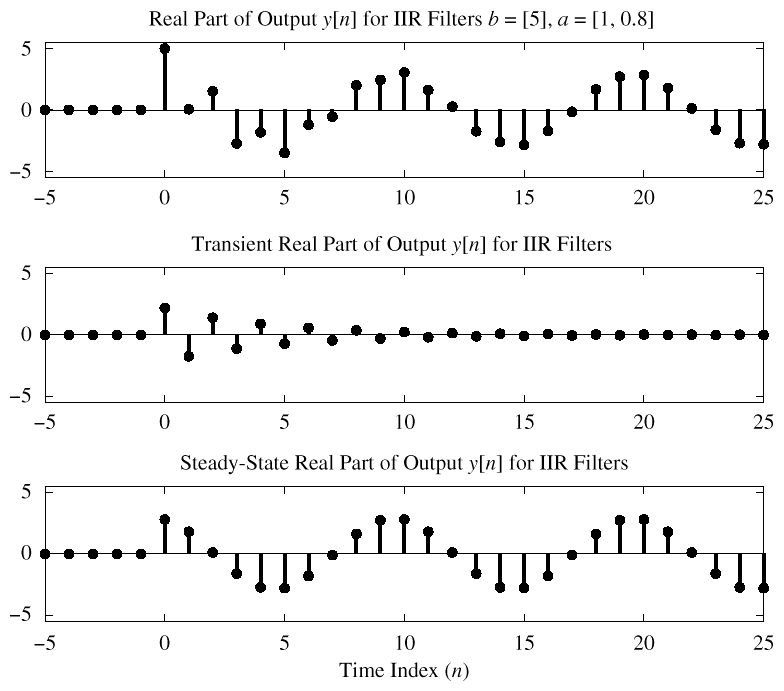 Real Part of Output y[n] for IIR Filters b = [5], a = [1, 0.8]
5
0
−5
−5 0 5 10 15 20 25
Transient Real Part of Output y[n] for IIR Filters
5
0
−5
−5 0 5 10 15 20 25
Steady-State Real Part of Output y[n] for IIR Filters
5
0
−5
−5 0 5 10 15 20 25
Time Index (n)